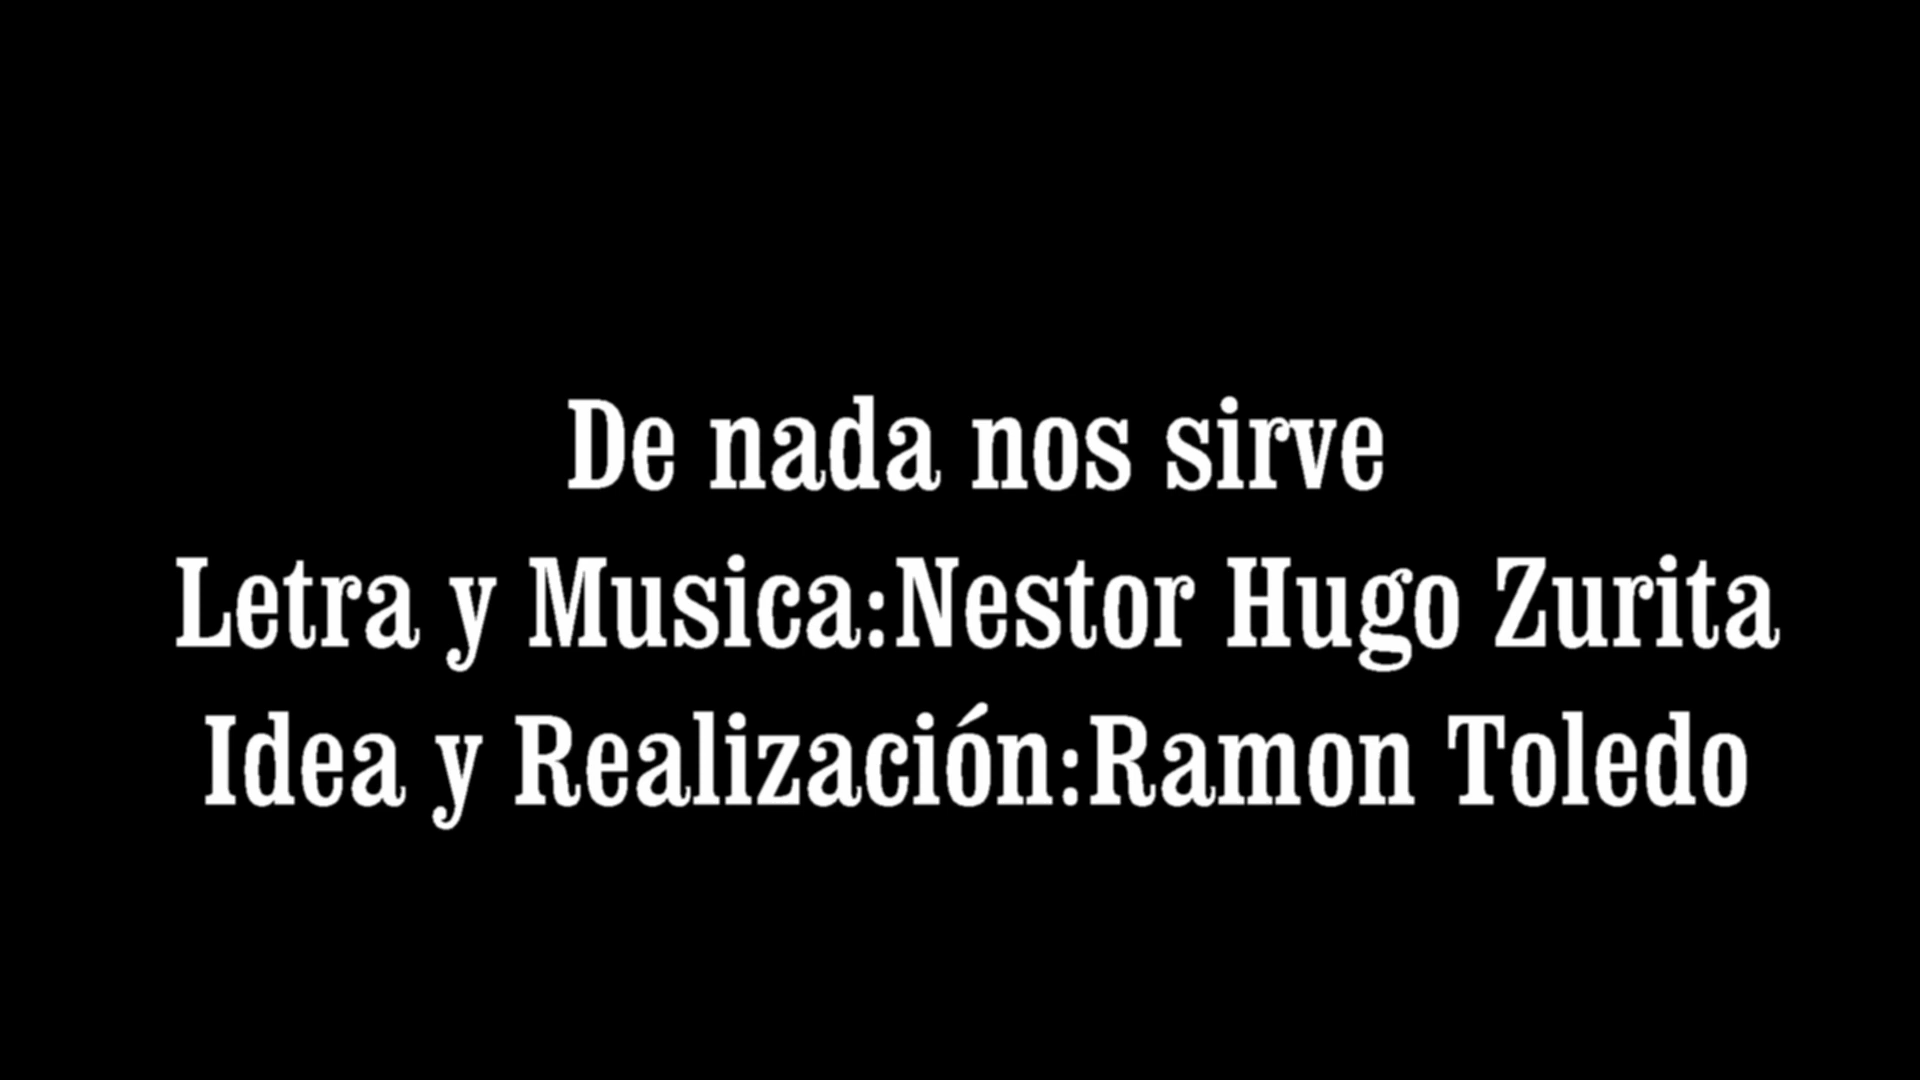 De nada nos sirve
Letra y Musica:Nestor Hugo Zurita
Idea y Realización:Ramon Toledo